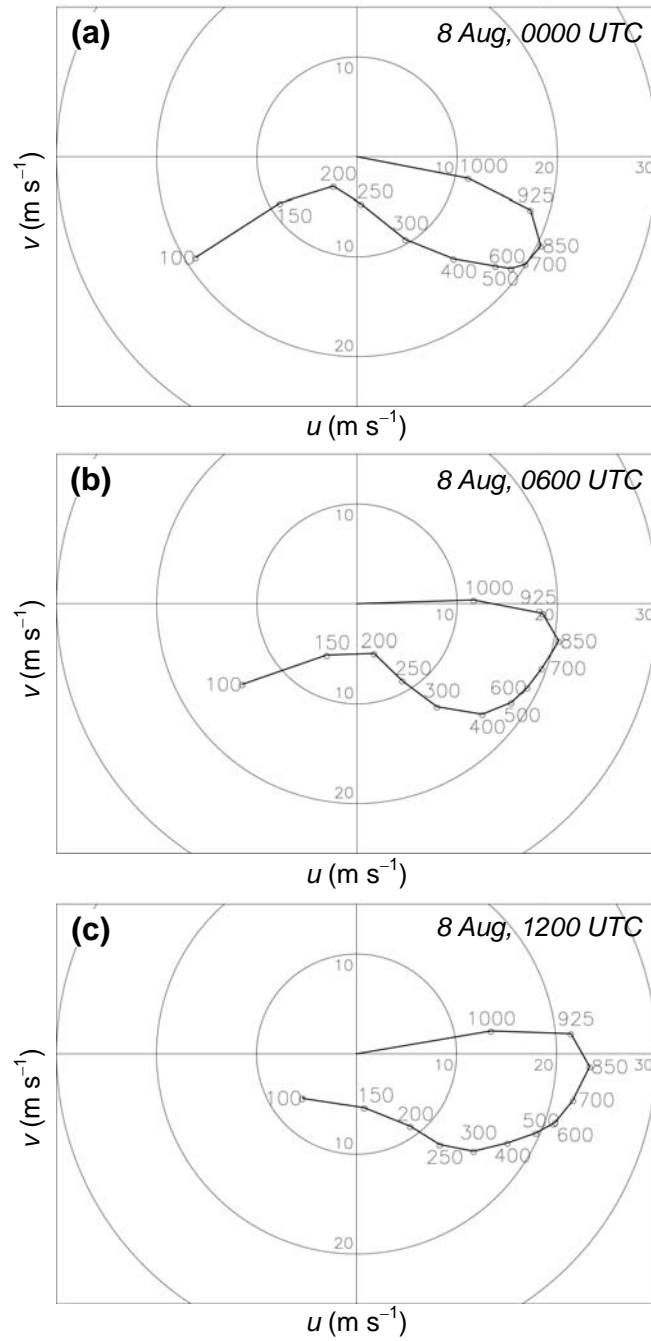 (a) 8 Aug, 0000 UTC
10
200 10 1000 20 30
250 925
150
300 10 850
100 600 700
400 500
20
v (m s−1)
u (m s−1)
(b) 8 Aug, 0600 UTC
10
1000 925
10 20 30
150 200 850
250 700
100 300 10 600
400 500
20
v (m s−1)
u (m s−1)
(c) 8 Aug, 1200 UTC
10
1000 925
10 20 30
850
100 150 700
200 300 500 600
250 400
10
20
v (m s−1)
u (m s−1)